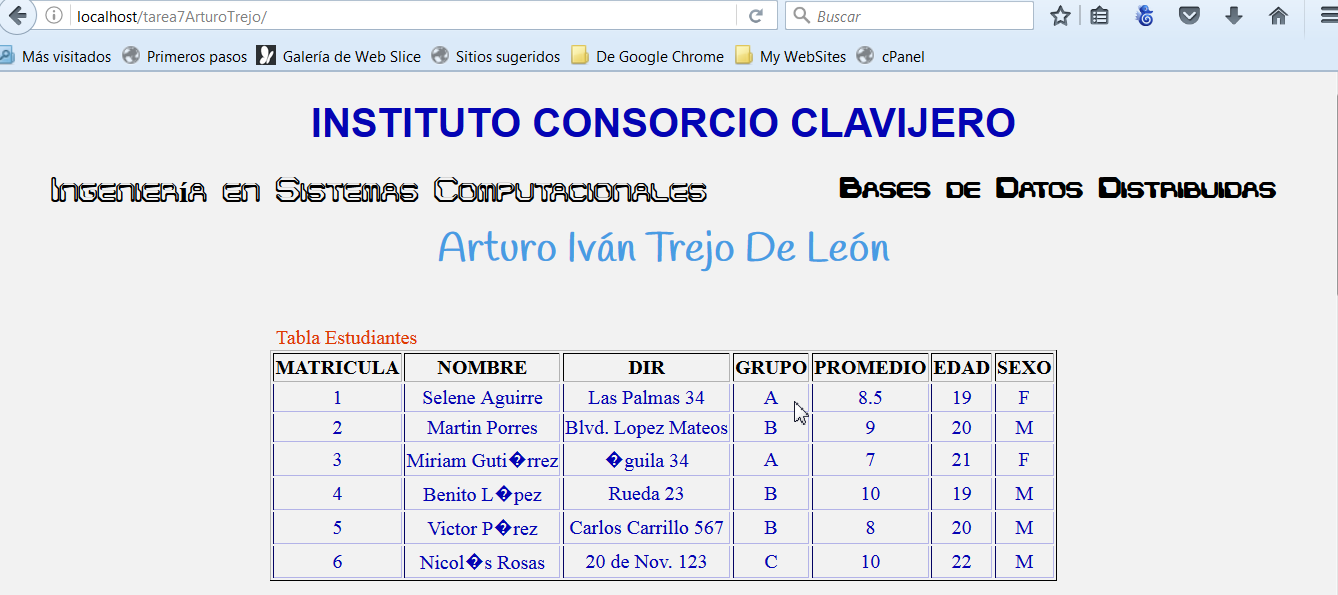 localhost/tarea7ArturoTrejo/
Buscar
Más visitados Primeros pasos Galería de Web Slice Sitios sugeridos De Google Chrome My WebSites cPanel
INSTITUTO CONSORCIO CLAVIJERO
Ingeniería en Sistemas Computacionales Bases de Datos Distribuidas
Arturo Iván Trejo De León
Tabla Estudiantes
MATRICULA NOMBRE DIR GRUPO PROMEDIO EDAD SEXO
1 Selene Aguirre Las Palmas 34 A 8.5 19 F
2 Martin Porres Blvd. Lopez Mateos B 9 20 M
3 Miriam Guti�rrez �guila 34 A 7 21 F
4 Benito L�pez Rueda 23 B 10 19 M
5 Victor P�rez Carlos Carrillo 567 B 8 20 M
6 Nicol�s Rosas 20 de Nov. 123 C 10 22 M